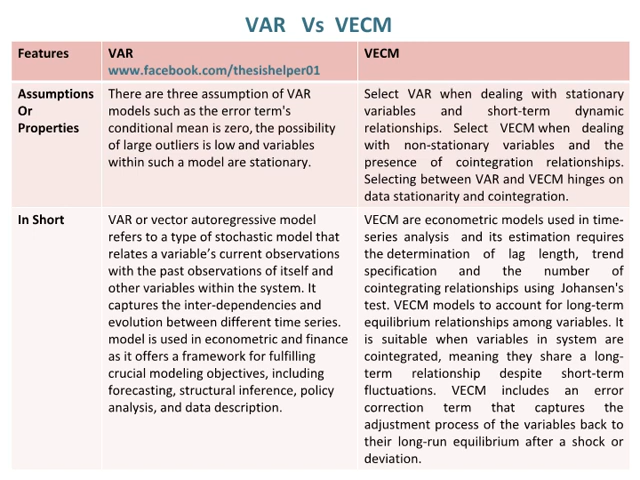 VAR Vs VECM
Features
VAR
www.facebook.com/thesishelper01
VECM
Assumptions
Or
Properties
There are three assumption of VAR
models such as the error term's
conditional mean is zero, the possibility
of large outliers is low and variables
within such a model are stationary.
Select VAR when dealing with stationary
variables and short-term dynamic
relationships. Select VECM when dealing
with non-stationary variables and the
presence of cointegration relationships.
Selecting between VAR and VECM hinges on
data stationarity and cointegration.
In Short
VAR or vector autoregressive model
refers to a type of stochastic model that
relates a variable's current observations
with the past observations of itself and
other variables within the system. It
captures the inter-dependencies and
evolution between different time series.
model is used in econometric and finance
as it offers a framework for fulfilling
crucial modeling objectives, including
forecasting, structural inference, policy
analysis, and data description.
VECM are econometric models used in time-
series analysis and its estimation requires
the determination of lag length, trend
specification and the number of
cointegrating relationships using Johansen's
test. VECM models to account for long-term
equilibrium relationships among variables. It
is suitable when variables in system are
cointegrated, meaning they share a long-
term relationship despite short-term
fluctuations. VECM includes an error
correction term that captures the
adjustment process of the variables back to
their long-run equilibrium after a shock or
deviation.